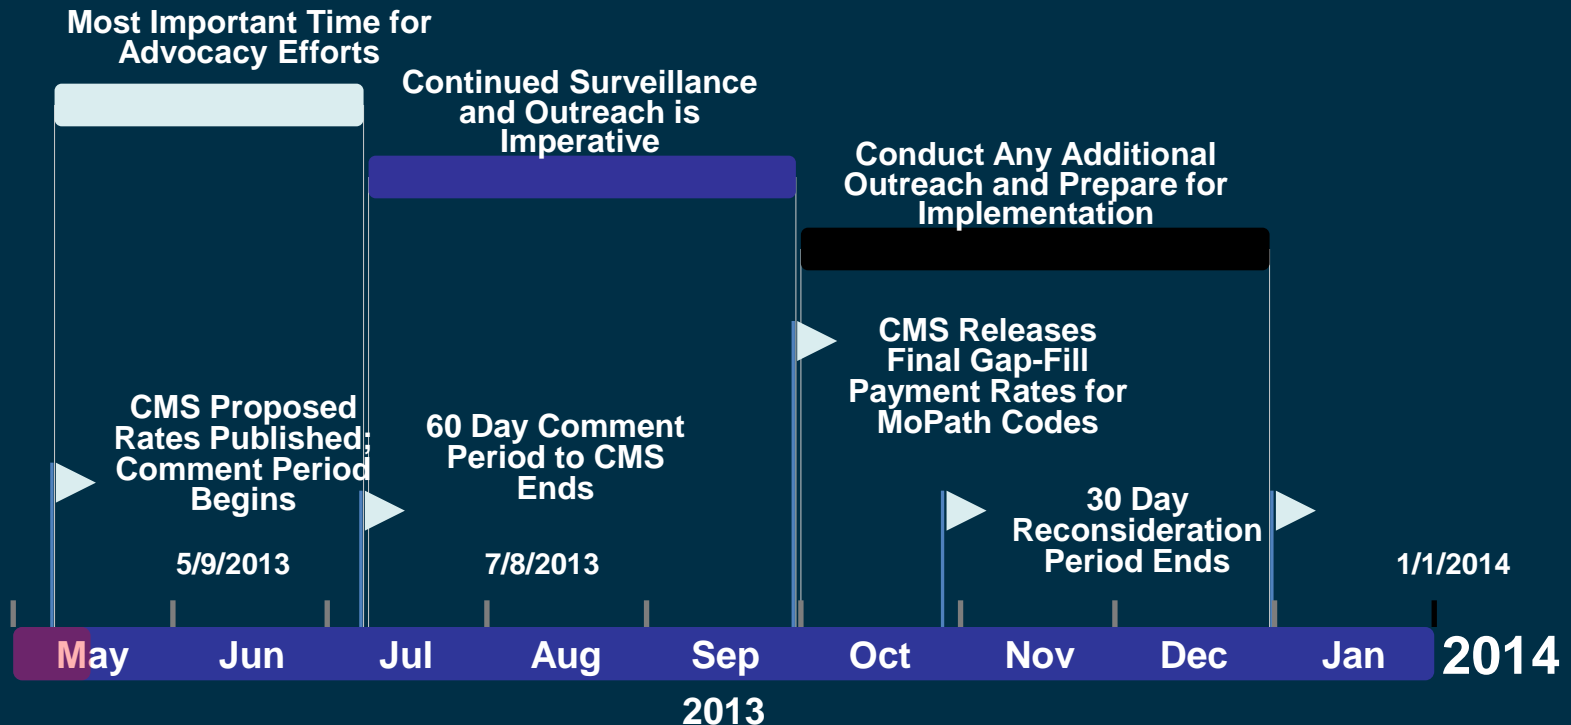 Most Important Time for
Advocacy Efforts
Continued Surveillance
and Outreach is
Imperative
Conduct Any Additional
Outreach and Prepare for
Implementation
CMS Releases
Final Gap-Fill
Payment Rates for
MoPath Codes
CMS Proposed
Rates Published;
Comment Period
Begins
60 Day Comment
Period to CMS
Ends
30 Day
Reconsideration
Period Ends
5/9/2013
7/8/2013
1/1/2014
May Jun Jul Aug Sep Oct Nov Dec Jan 2014
2013